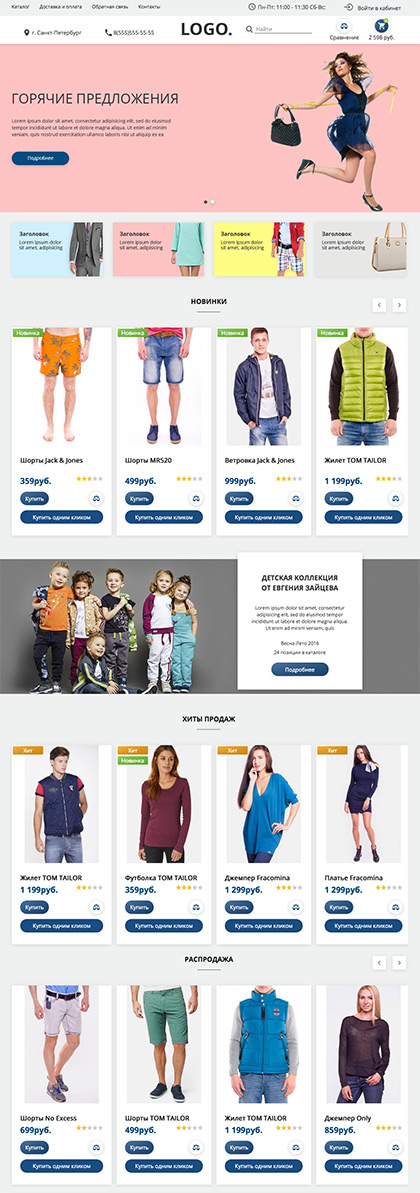 Каталог Доставка и оплата Обратная связь Контакты Пн-Пт: 11:00 - 11:30 Сб-Вс: Войти в кабинет
г. Санкт-Петербург 8(555)555-55-55 LOGO. Найти Сравнение 2 598 руб.
ГОРЯЧИЕ ПРЕДЛОЖЕНИЯ
Lorem ipsum dolor sit amet, consectetur adipisicing elit, sed do eiusmod tempor
incididunt ut labore et dolore et dolore magna aliqua. Ut enim ad minim
veniam, quis nostrud exercitation ullamco laboris nisi ut aliquip ex ea
Подробнее
Заголовок Заголовок Заголовок Заголовок
Lorem ipsum dolor Lorem ipsum dolor Lorem ipsum dolor Lorem ipsum dolor
sit amet, adipisicing sit amet, adipisicing sit amet, adipisicing sit amet, adipisicing
НОВИНКИ
Новинка Новинка Новинка Новинка
Шорты Jack & Jones Шорты MR520 Ветровка Jack & Jones Жилет TOM TAILOR
359руб. 499руб. 999руб. 1 199руб.
Купить Купить Купить Купить
Купить одним кликом Купить одним кликом Купить одним кликом Купить одним кликом
ДЕТСКАЯ КОЛЛЕКЦИЯ
ОТ ЕВГЕНИЯ ЗАЙЦЕВА
Lorem ipsum dolor sit amet, consectetur
adipisicing elit, sed do eiusmod tempor
incididunt ut labore et dolore magna
aliqua. Ut enim ad minim veniam, quis
Весна-Лето 2016
24 позиции в каталоге
Подробнее
ХИТЫ ПРОДАЖ
Хит Хит Хит Хит
Новинка
Жилет TOM TAILOR Футболка TOM TAILOR Джемпер Fracomina Платье Fracomina
1 199руб. 359руб. 1 299руб. 1 299руб.
Купить Купить Купить Купить
Купить одним кликом Купить одним кликом Купить одним кликом Купить одним кликом
РАСПРОДАЖА
Шорты No Excess Шорты TOM TAILOR Жилет TOM TAILOR Джемпер Only
699руб. 499руб. 1 199руб. 859руб.
Купить Купить Купить Купить
Купить одним кликом Купить одним кликом Купить одним кликом Купить одним кликом